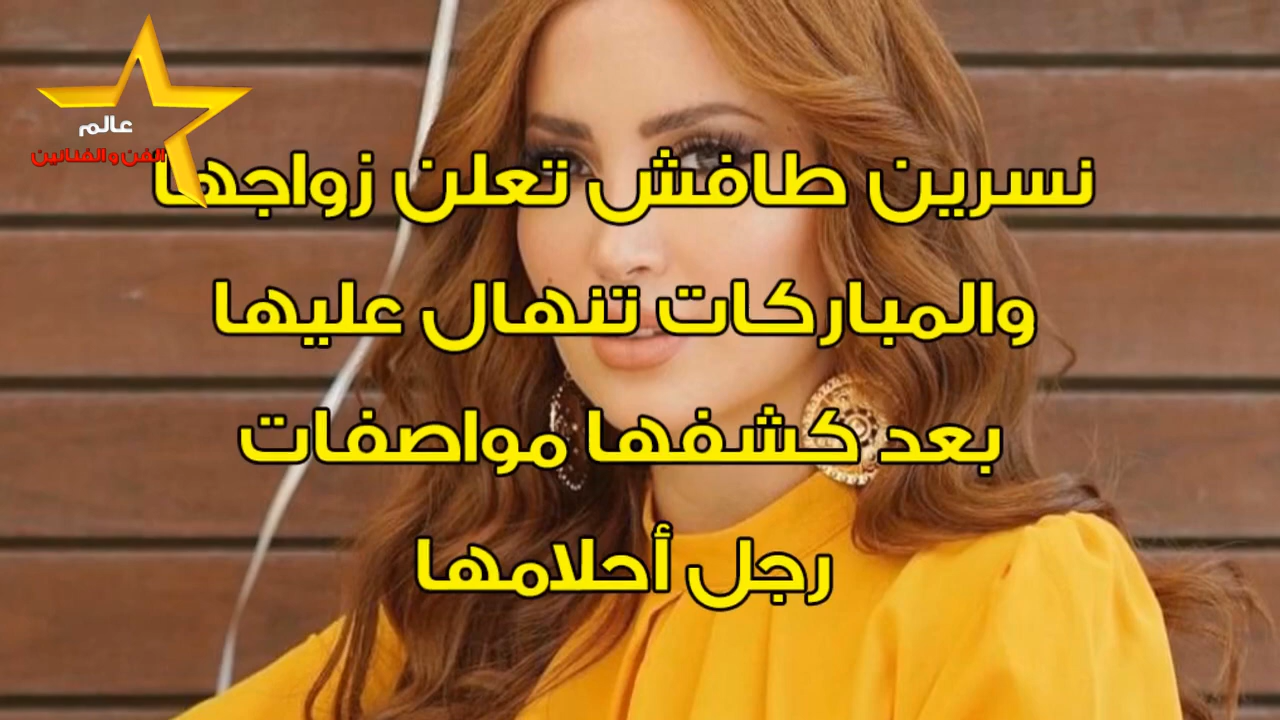 عالم
الفن والفنانين
نسرين طافش تعلن زواجها
والمباركات تنهال عليها
بعد كشفها مواصفات
رجل أحلامها